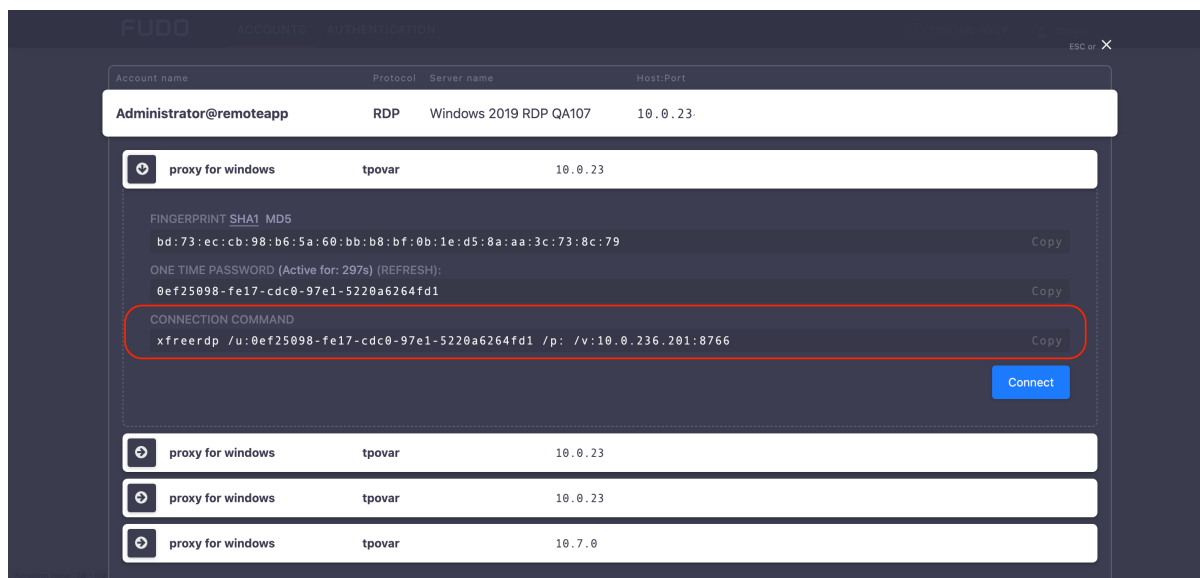 FUDO ACCOUNTS AUTHENTICATION
ESC or ✕
Account name Protocol Server name Host:Port
Administrator@remoteapp RDP Windows 2019 RDP QA107 10.0.23
proxy for windows tpovar 10.0.23
FINGERPRINT SHA1 MD5
bd:73:ec:cb:98:b6:5a:60:bb:b8:bf:0b:1e:d5:8a:aa:3c:73:8c:79 Copy
ONE TIME PASSWORD (Active for: 297s) (REFRESH):
0ef25098-fe17-cdc0-97e1-5220a6264fd1 Copy
CONNECTION COMMAND
xfreerdp /u:0ef25098-fe17-cdc0-97e1-5220a6264fd1 /p: /v:10.0.236.201:8766 Copy
Connect
proxy for windows tpovar 10.0.23
proxy for windows tpovar 10.0.23
proxy for windows tpovar 10.7.0